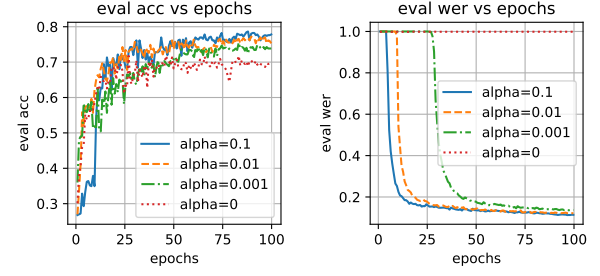 eval acc vs epochs
0.8
0.7
0.6
0.5
0.4
0.3
eval acc
0
25
50
75
100
epochs
alpha=0.1
alpha=0.01
alpha=0.001
alpha=0
eval wer vs epochs
1.0
0.8
0.6
0.4
0.2
eval wer
0
25
50
75
100
epochs
alpha=0.1
alpha=0.01
alpha=0.001
alpha=0